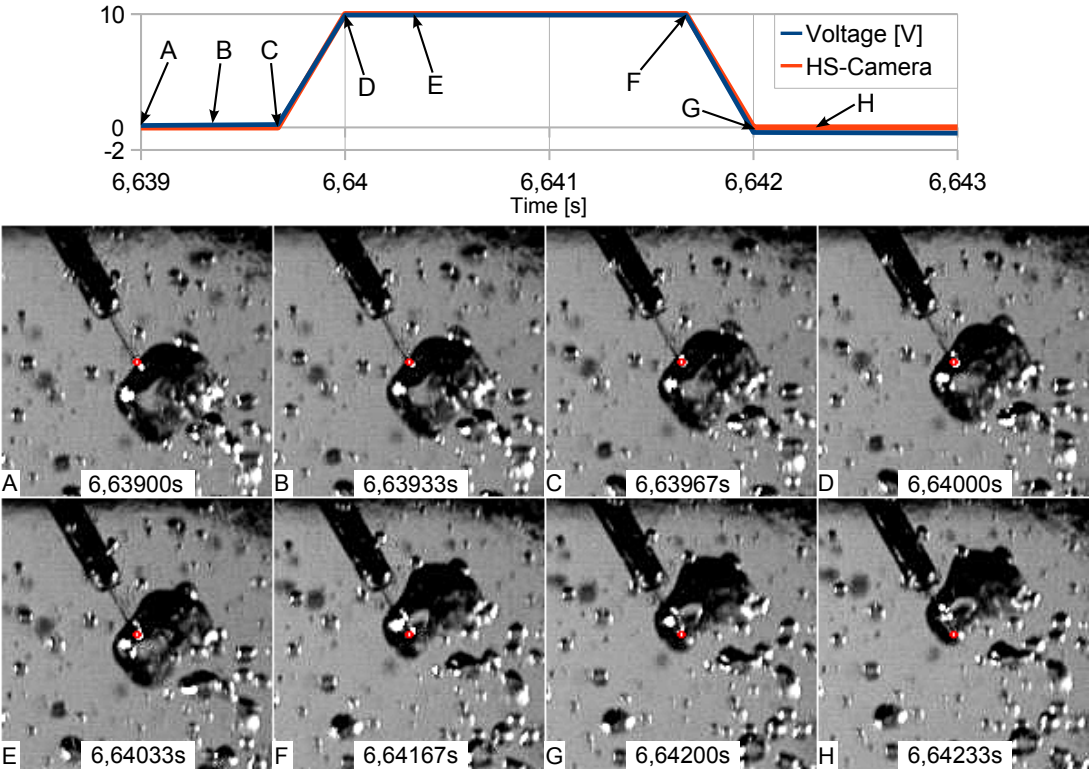 10
0
-2
A
B
C
D
E
F
G
H
Voltage [V]
HS-Camera
6,639
6,64
6,641
6,642
6,643
Time [s]
A 6,63900s
B 6,63933s
C 6,63967s
D 6,64000s
E 6,64033s
F 6,64167s
G 6,64200s
H 6,64233s